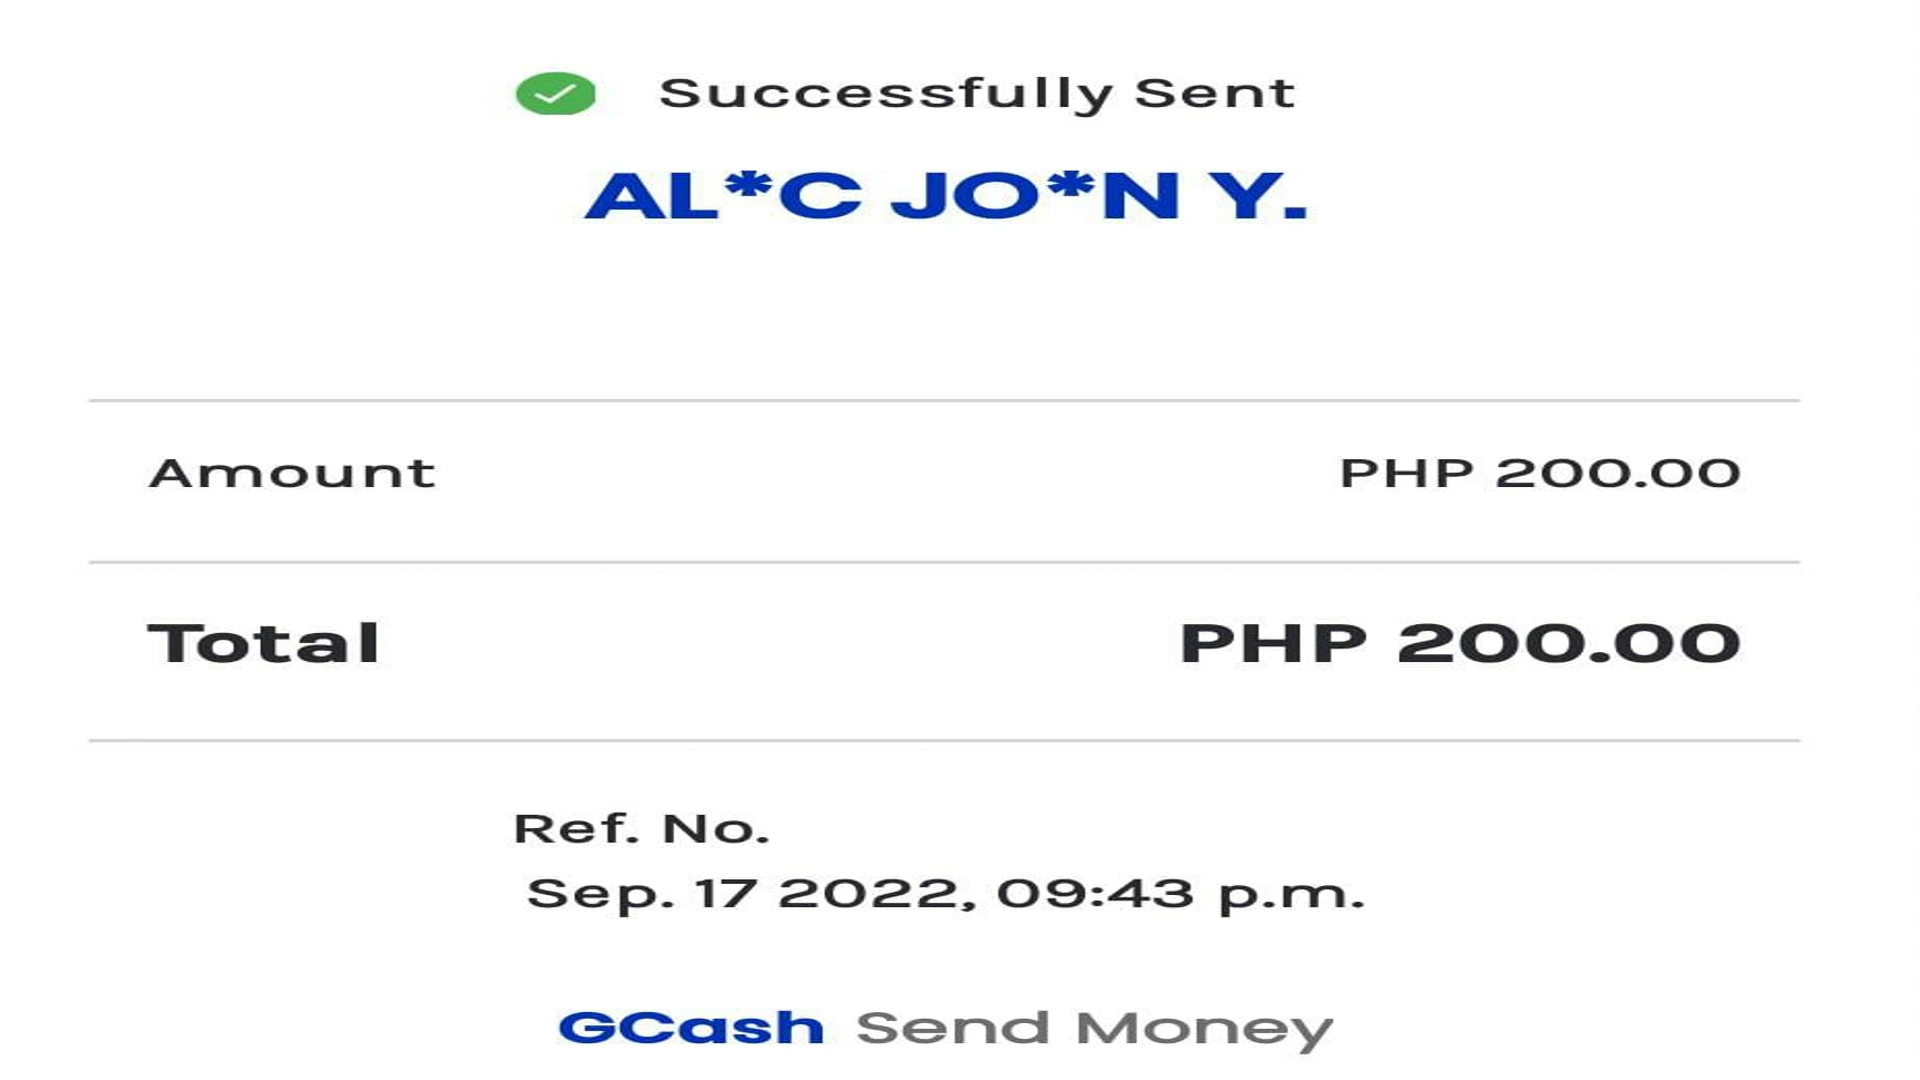 Successfully Sent
AL*C JO*N Y.
Amount PHP 200.00
Total PHP 200.00
Ref. No.
Sep. 17 2022, 09:43 p.m.
GCash Send Money